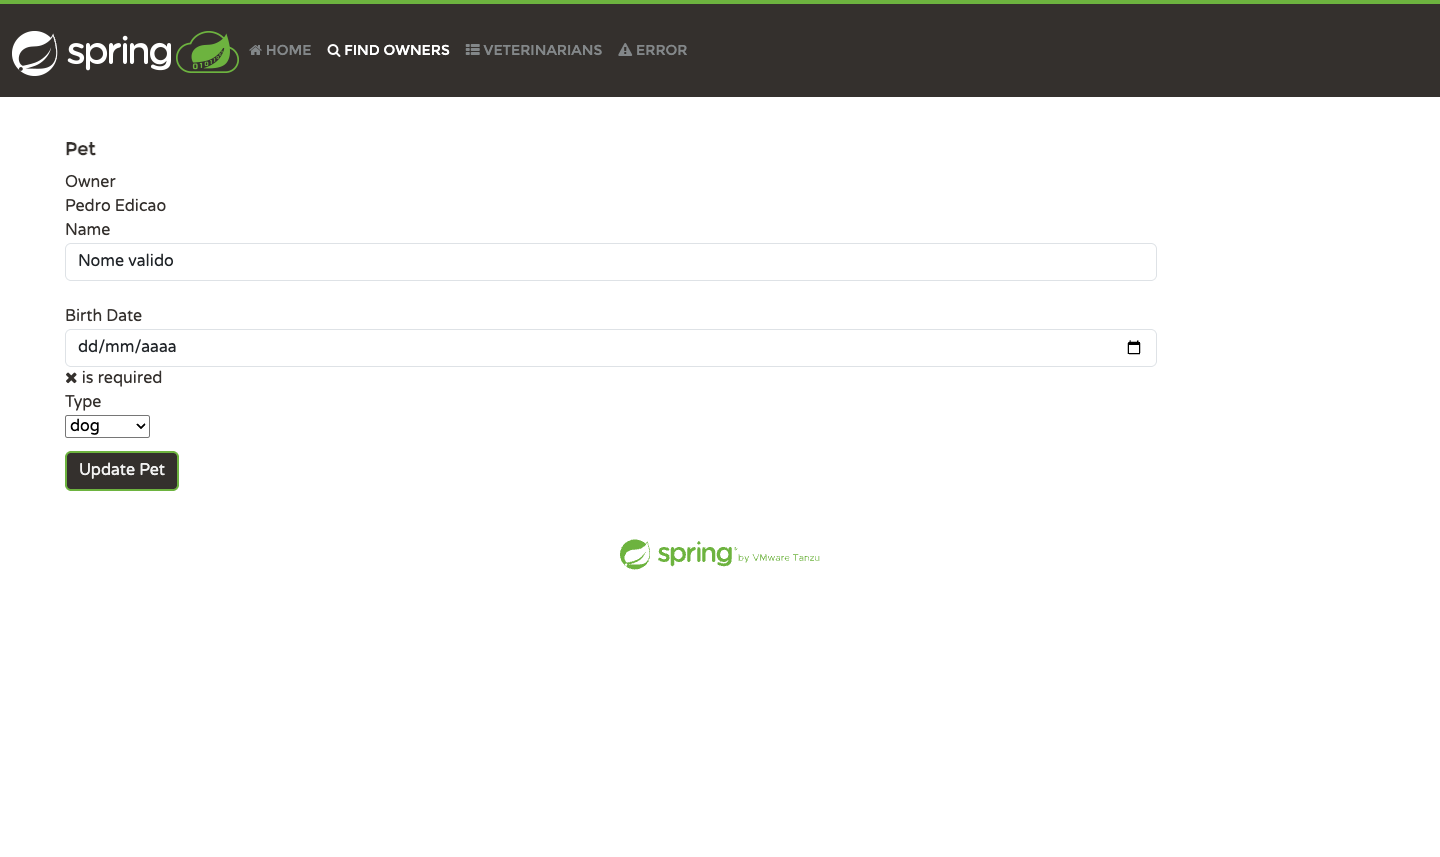 spring HOME FIND OWNERS VETERINARIANS ERROR
Pet
Owner
Pedro Edicao
Name
Nome valido
Birth Date
dd/mm/aaaa
is required
Type
dog
Update Pet
spring by VMware Tanzu